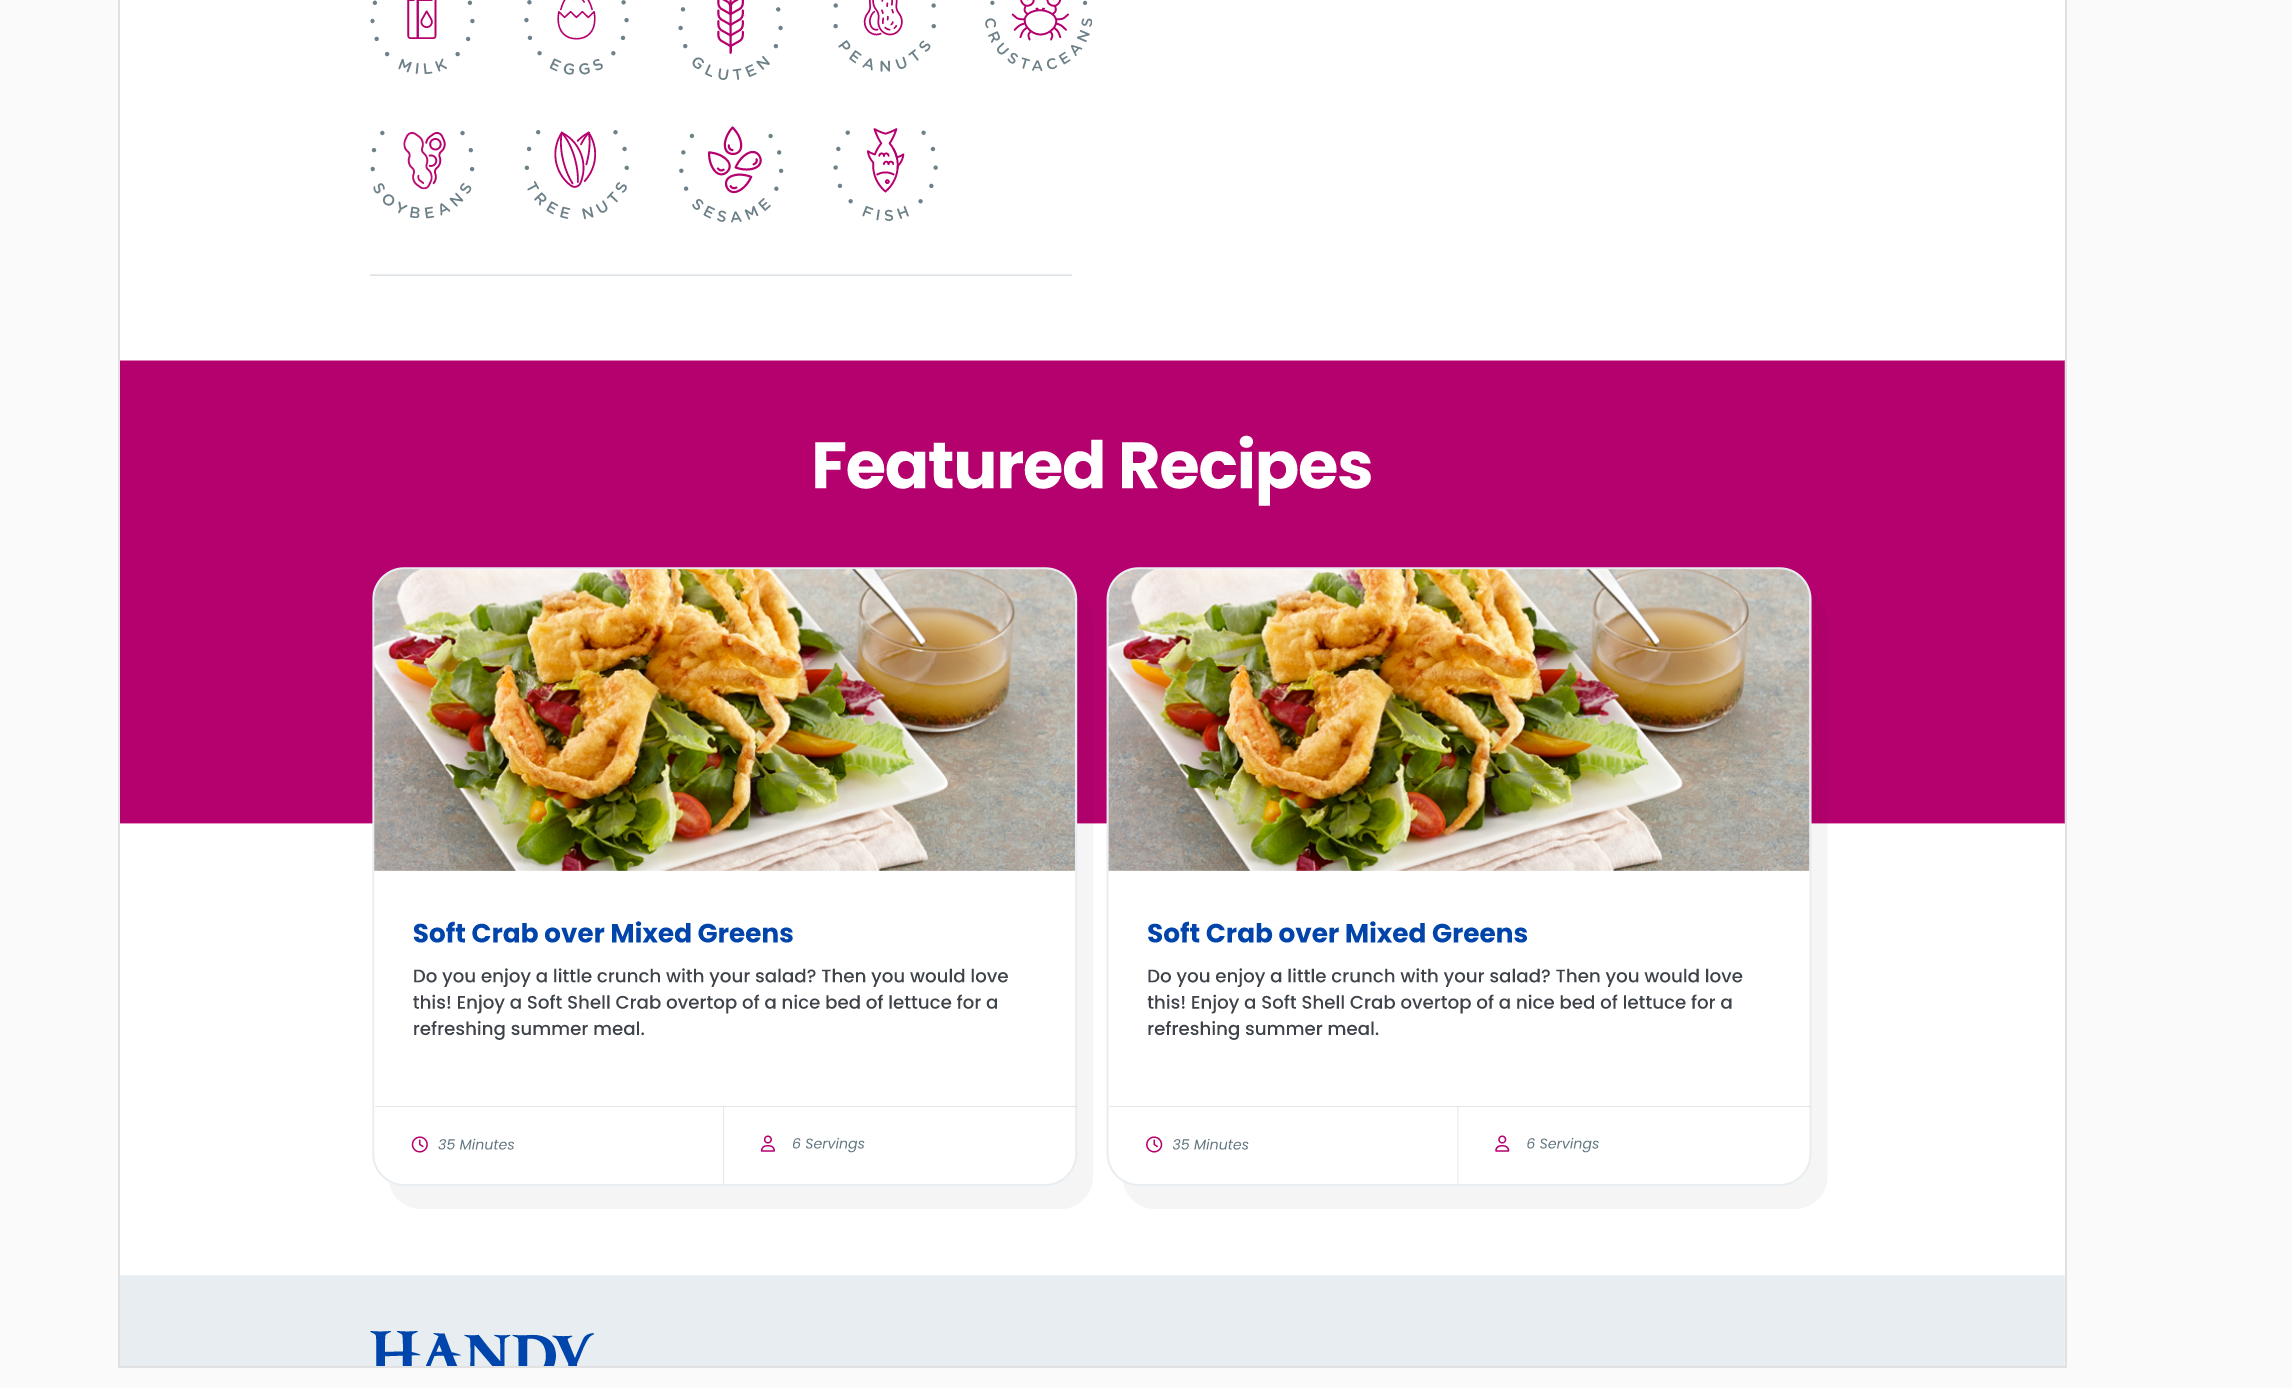 MILK
EGGS
GLUTEN
PEANUTS
CRUSTACEANS
SOYBEANS
TREE NUTS
SESAME
FISH
Featured Recipes
Soft Crab over Mixed Greens
Do you enjoy a little crunch with your salad? Then you would love
this! Enjoy a Soft Shell Crab overtop of a nice bed of lettuce for a
refreshing summer meal.
35 Minutes
6 Servings
Soft Crab over Mixed Greens
Do you enjoy a little crunch with your salad? Then you would love
this! Enjoy a Soft Shell Crab overtop of a nice bed of lettuce for a
refreshing summer meal.
35 Minutes
6 Servings
HANDY